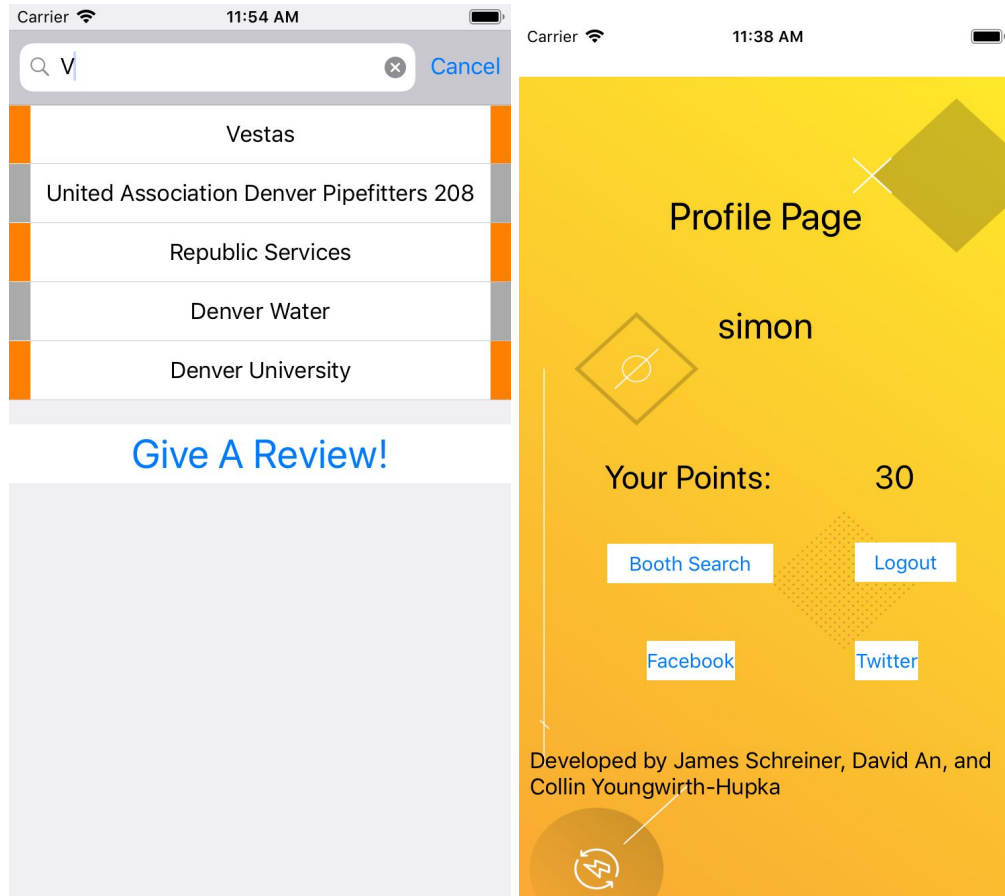 Carrier 11:54 AM
V Cancel
Vestas
United Association Denver Pipefitters 208
Republic Services
Denver Water
Denver University
Give A Review!
Carrier 11:38 AM
Profile Page
simon
Your Points: 30
Booth Search Logout
Facebook Twitter
Developed by James Schreiner, David An, and
Collin Youngwirth-Hupka